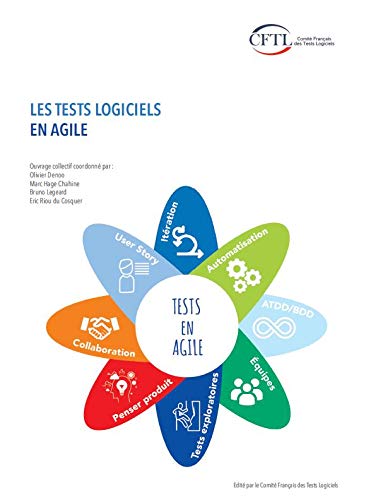 CFTL
Comité Français
des Tests Logiciels
LES TESTS LOGICIELS
EN AGILE
Ouvrage collectif coordonné par :
Olivier Denoo
Marc Hage Chahine
Bruno Legeard
Eric Riou du Cosquer
Itération
Automatisation
ATDD/BDD
Équipes
Tests exploratoires
Penser produit
Collaboration
User Story
TESTS
EN
AGILE
Edité par le Comité Français des Tests Logiciels